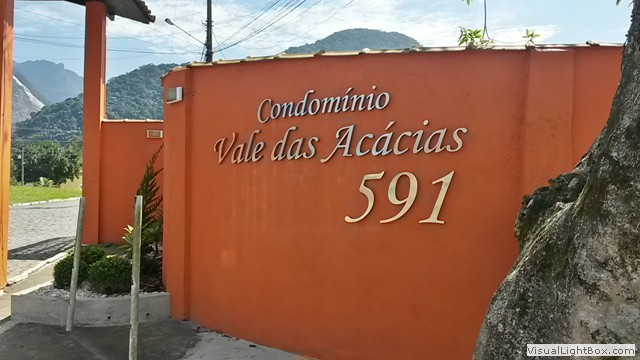 Condomínio
Vale das Acácias
591
VisualLightBox.com